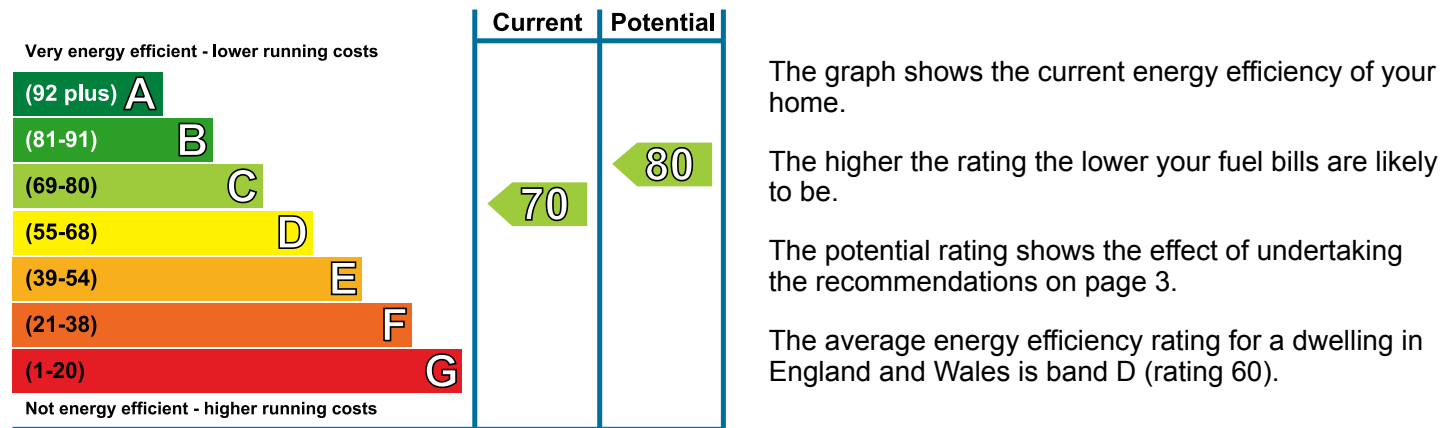 Current Potential
Very energy efficient - lower running costs
(92 plus) A
(81-91) B
(69-80) C
(55-68) D
(39-54) E
(21-38) F
(1-20) G
Not energy efficient - higher running costs
70
80
The graph shows the current energy efficiency of your
home.
The higher the rating the lower your fuel bills are likely
to be.
The potential rating shows the effect of undertaking
the recommendations on page 3.
The average energy efficiency rating for a dwelling in
England and Wales is band D (rating 60).